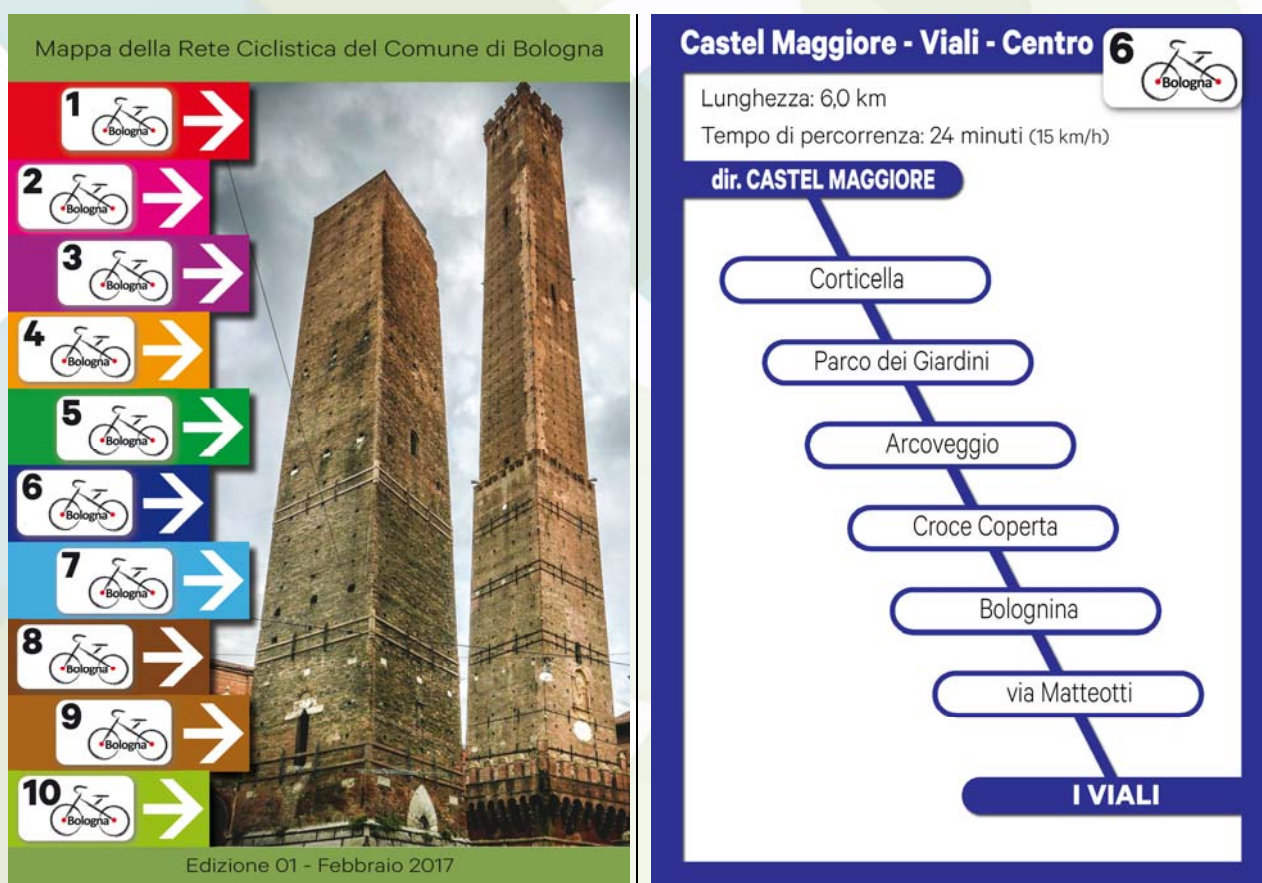 Mappa della Rete Ciclistica del Comune di Bologna
1
Bologna
2
Bologna
3
Bologna
4
Bologna
5
Bologna
6
Bologna
7
Bologna
8
Bologna
9
Bologna
10
Bologna
Edizione 01 - Febbraio 2017
Castel Maggiore - Viali - Centro
6
Bologna
Lunghezza: 6,0 km
Tempo di percorrenza: 24 minuti (15 km/h)
dir. CASTEL MAGGIORE
Corticella
Parco dei Giardini
Arcoveggio
Croce Coperta
Bolognina
via Matteotti
I VIALI